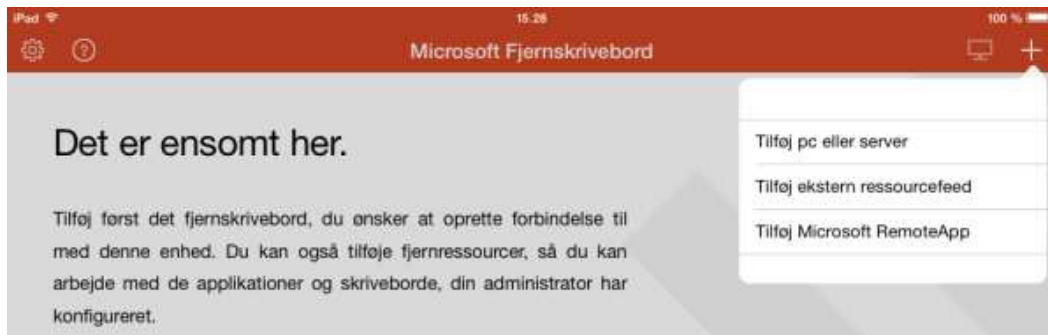 iPad 15.28 100 %
Microsoft Fjernskrivebord
Det er ensomt her.
Tilføj først det fjernskrivebord, du ønsker at oprette forbindelse til
med denne enhed. Du kan også tilføje fjernressourcer, så du kan
arbejde med de applikationer og skriveborde, din administrator har
konfigureret.
Tilføj pc eller server
Tilføj ekstern ressourcefeed
Tilføj Microsoft RemoteApp